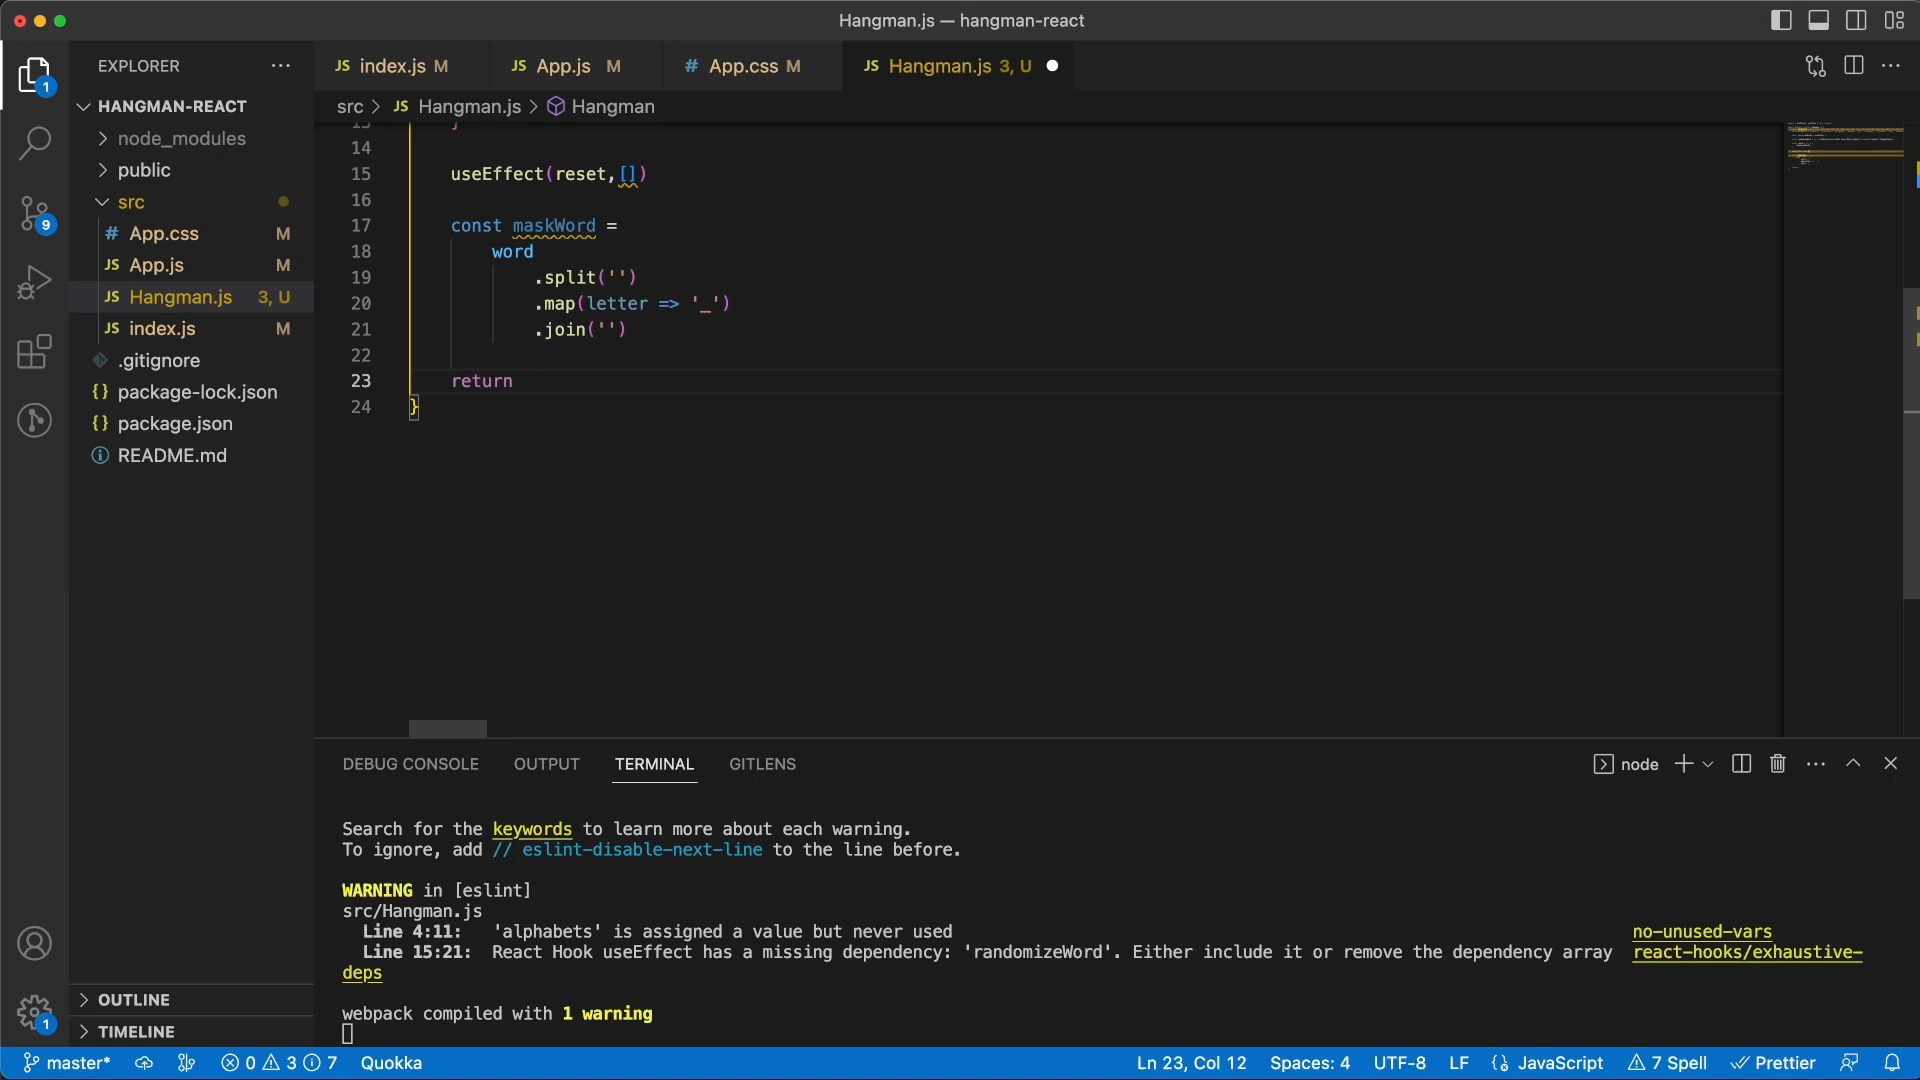 Hangman.js — hangman-react
EXPLORER
JS index.js M
JS App.js M
# App.css M
JS Hangman.js 3, U
1
HANGMAN-REACT
src > JS Hangman.js > Hangman
node_modules
public
src
9
# App.css M
JS App.js M
JS Hangman.js 3, U
JS index.js M
.gitignore
{} package-lock.json
{} package.json
README.md
13 }
14
15 useEffect(reset,[])
16
17 const maskWord =
18 word
19 .split('')
20 .map(letter => '_')
21 .join('')
22
23 return
24 }
DEBUG CONSOLE OUTPUT TERMINAL GITLENS
node
Search for the keywords to learn more about each warning.
To ignore, add // eslint-disable-next-line to the line before.
WARNING in [eslint]
src/Hangman.js
Line 4:11: 'alphabets' is assigned a value but never used no-unused-vars
Line 15:21: React Hook useEffect has a missing dependency: 'randomizeWord'. Either include it or remove the dependency array react-hooks/exhaustive-
deps
webpack compiled with 1 warning
OUTLINE
TIMELINE
1
master* 0 3 7 Quokka
Ln 23, Col 12 Spaces: 4 UTF-8 LF JavaScript 7 Spell Prettier